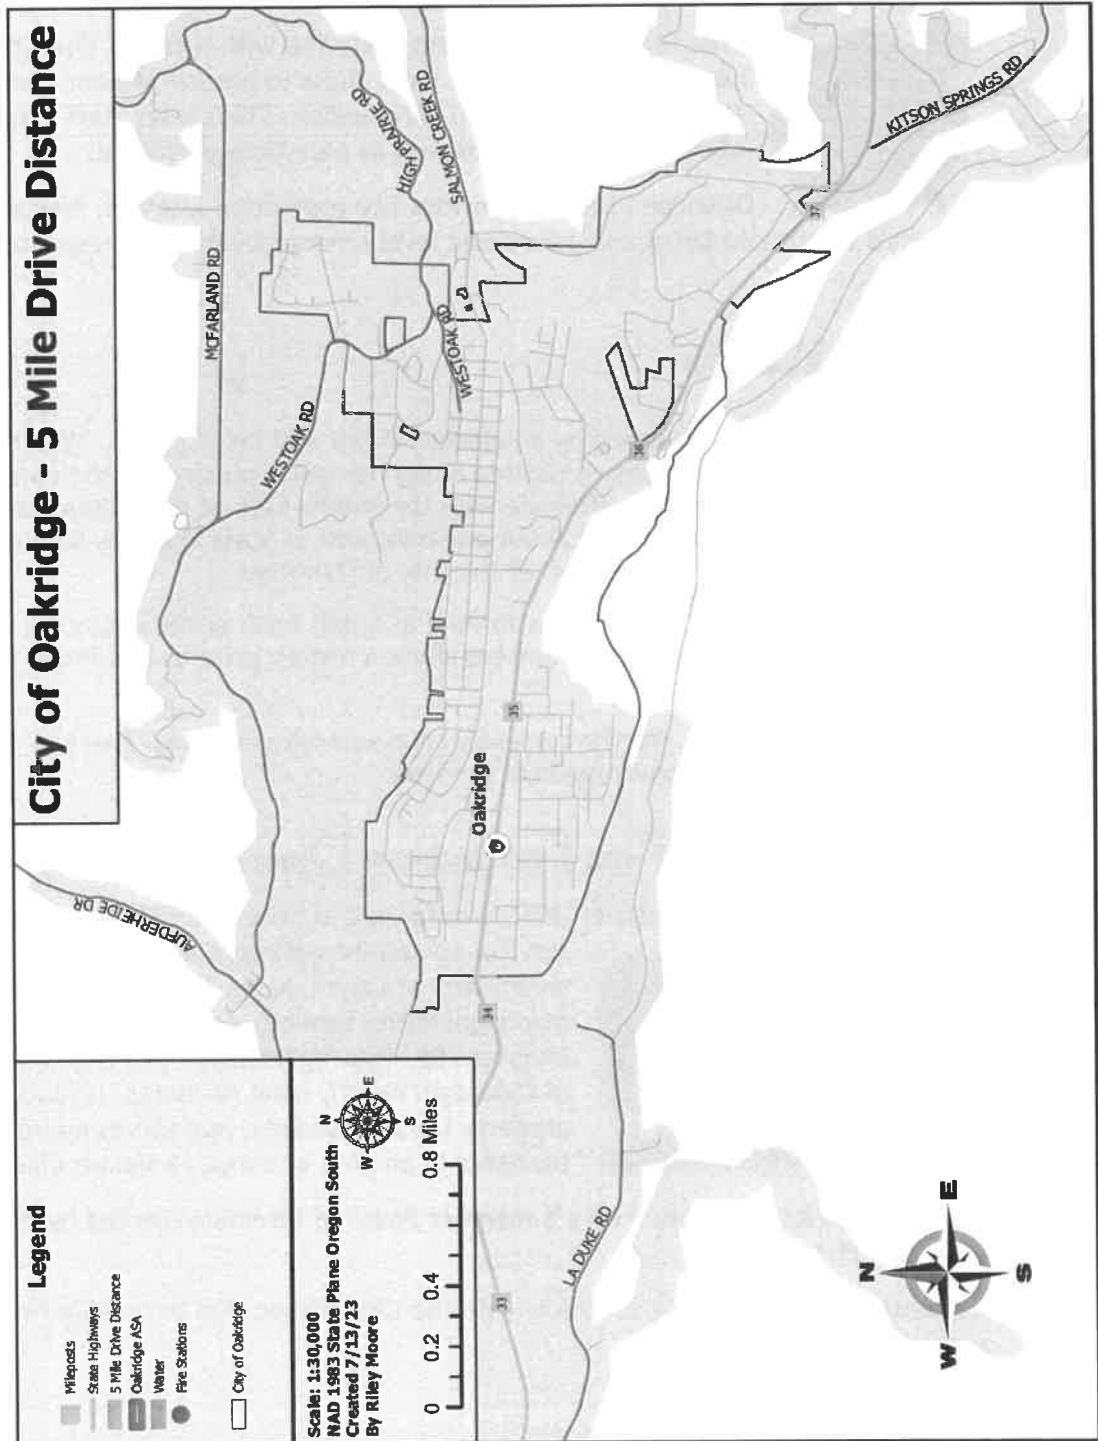 City of Oakridge - 5 Mile Drive Distance
Legend
Mileposts
State Highways
5 Mile Drive Distance
Oakridge ASA
Water
Fire Stations
City of Oakridge
Scale: 1:30,000
NAD 1983 State Plane Oregon South
Created 7/13/23
By Riley Moore
N
E
S
W
0 0.2 0.4 0.8 Miles
AUFDERHEIDE DR
MCFARLAND RD
WESTOAK RD
HIGH PRAIRIE RD
SALMON CREEK RD
WESTOAK RD
KITSON SPRINGS RD
Oakridge
LA DUKE RD
33
34
35
36
37
N
E
S
W